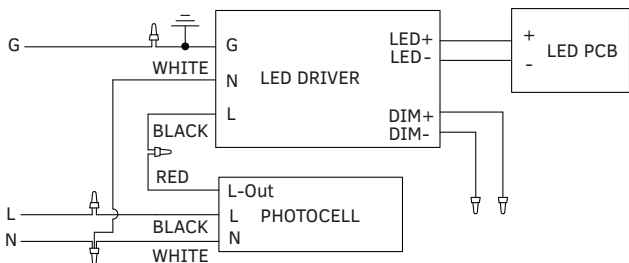 G
WHITE
G
N
L
LED DRIVER
LED+
LED-
DIM+
DIM-
+
-
LED PCB
BLACK
RED
L-Out
L
N
PHOTOCELL
L
N
BLACK
WHITE